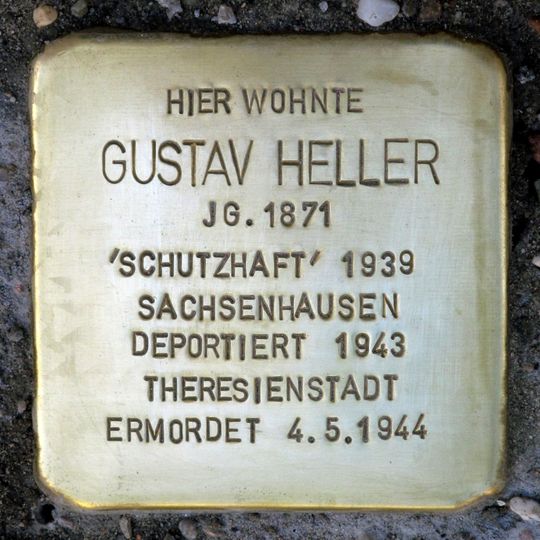 HIER WOHNTE
GUSTAV HELLER
JG. 1871
'SCHUTZHAFT' 1939
SACHSENHAUSEN
DEPORTIERT 1943
THERESIENSTADT
ERMORDET 4.5.1944